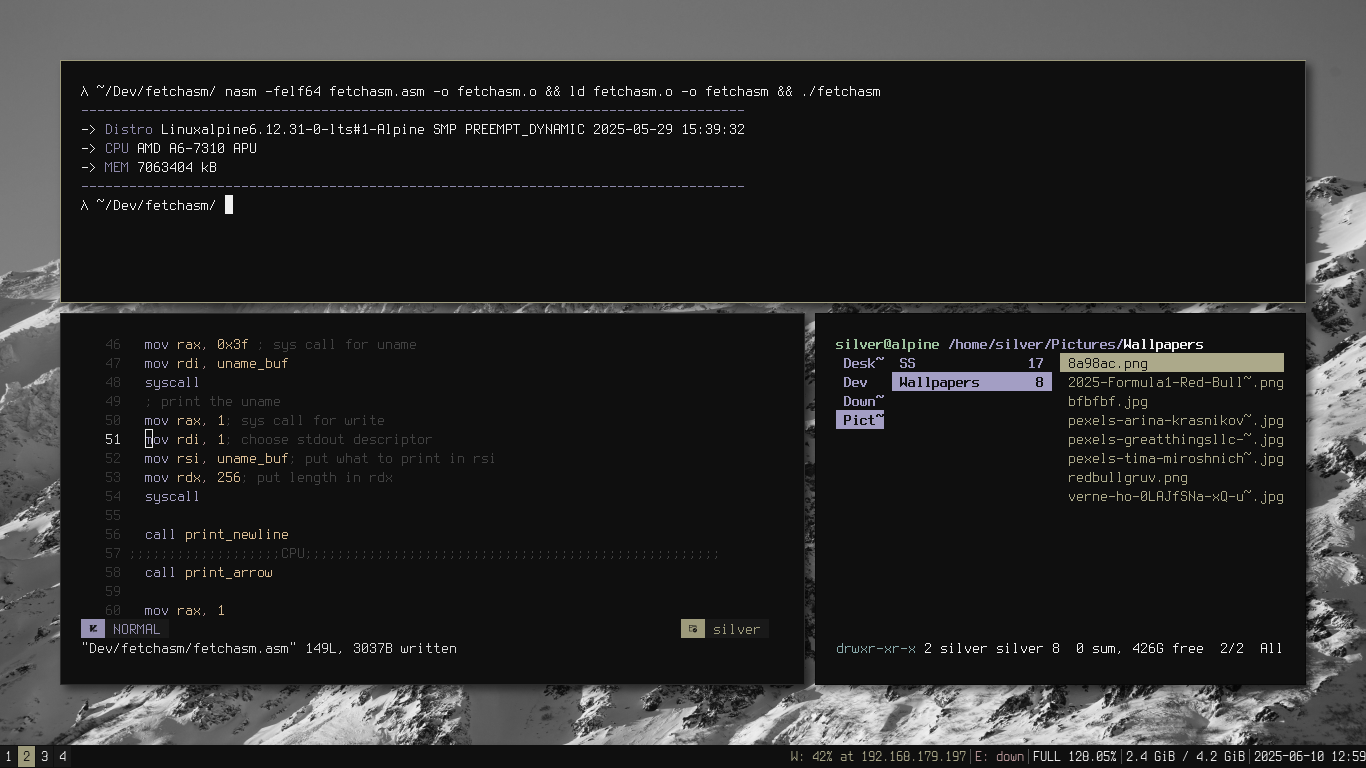 λ ~/Dev/fetchasm/ nasm -felf64 fetchasm.asm -o fetchasm.o && ld fetchasm.o -o fetchasm && ./fetchasm
-----------------------------------------------------------------------------------
-> Distro Linuxalpine6.12.31-0-lts#1-Alpine SMP PREEMPT_DYNAMIC 2025-05-29 15:39:32
-> CPU AMD A6-7310 APU
-> MEM 7063404 kB
-----------------------------------------------------------------------------------
λ ~/Dev/fetchasm/
46 mov rax, 0x3f ; sys call for uname
47 mov rdi, uname_buf
48 syscall
49 ; print the uname
50 mov rax, 1; sys call for write
51 mov rdi, 1; choose stdout descriptor
52 mov rsi, uname_buf; put what to print in rsi
53 mov rdx, 256; put length in rdx
54 syscall
55
56 call print_newline
57 ;;;;;;;;;;;;;;;;;;;CPU;;;;;;;;;;;;;;;;;;;;;;;;;;;;;;;;;;;;;;;;;;;;;;;;;;;;
58 call print_arrow
59
60 mov rax, 1
NORMAL silver
"Dev/fetchasm/fetchasm.asm" 149L, 3037B written
silver@alpine /home/silver/Pictures/Wallpapers
Desk~ SS 17 8a98ac.png
Dev Wallpapers 8 2025-Formula1-Red-Bull~.png
Down~ bfbfbf.jpg
Pict~ pexels-arina-krasnikov~.jpg
pexels-greatthingsllc-~.jpg
pexels-tima-miroshnich~.jpg
redbullgruv.png
verne-ho-0LAJfSNa-xQ-u~.jpg
drwxr-xr-x 2 silver silver 8 0 sum, 426G free 2/2 All
1 2 3 4 W: 42% at 192.168.179.197|E: down|FULL 128.05%|2.4 GiB / 4.2 GiB|2025-06-10 12:59